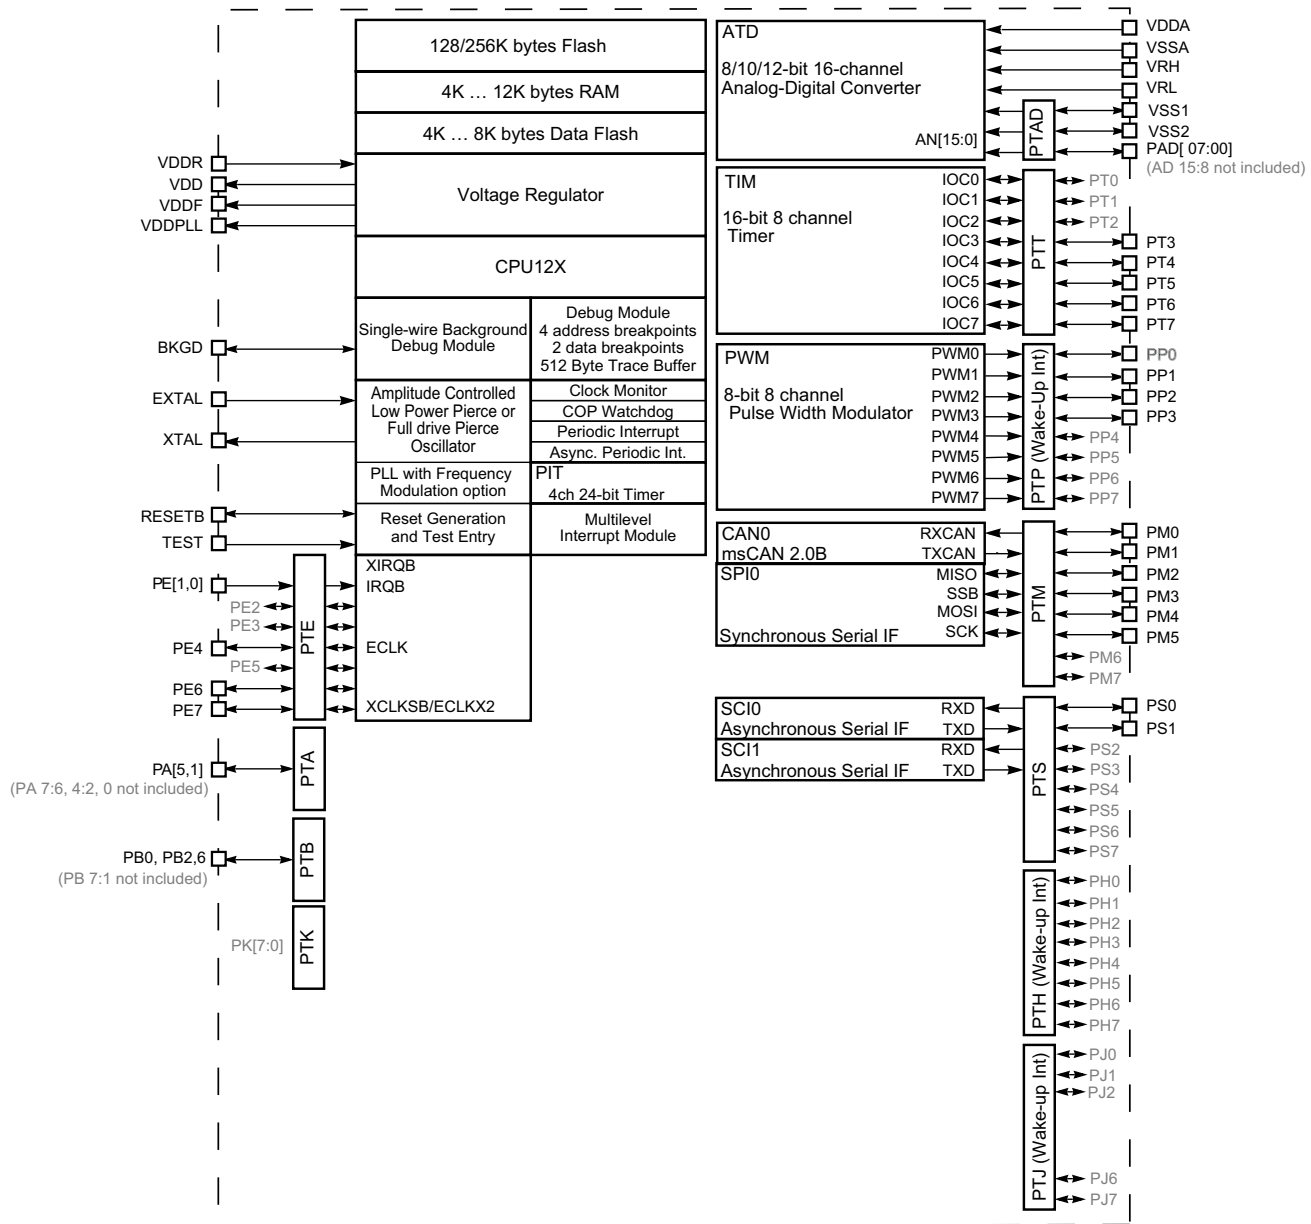 128/256K bytes Flash
4K … 12K bytes RAM
4K … 8K bytes Data Flash
VDDR
VDD
VDDF
VDDPLL
Voltage Regulator
CPU12X
BKGD
Single-wire Background
Debug Module
Debug Module
4 address breakpoints
2 data breakpoints
512 Byte Trace Buffer
EXTAL
XTAL
Amplitude Controlled
Low Power Pierce or
Full drive Pierce
Oscillator
Clock Monitor
COP Watchdog
Periodic Interrupt
Async. Periodic Int.
PLL with Frequency
Modulation option
PIT
4ch 24-bit Timer
RESETB
TEST
Reset Generation
and Test Entry
Multilevel
Interrupt Module
PE[1,0]
PE2
PE3
PE4
PE5
PE6
PE7
PTE
XIRQB
IRQB
ECLK
XCLKSB/ECLKX2
PA[5,1]
(PA 7:6, 4:2, 0 not included)
PTA
PB0, PB2,6
(PB 7:1 not included)
PTB
PK[7:0]
PTK
ATD
8/10/12-bit 16-channel
Analog-Digital Converter
AN[15:0]
PTAD
VDDA
VSSA
VRH
VRL
VSS1
VSS2
PAD[ 07:00]
(AD 15:8 not included)
TIM
16-bit 8 channel
Timer
IOC0
IOC1
IOC2
IOC3
IOC4
IOC5
IOC6
IOC7
PTT
PT0
PT1
PT2
PT3
PT4
PT5
PT6
PT7
PWM
8-bit 8 channel
Pulse Width Modulator
PWM0
PWM1
PWM2
PWM3
PWM4
PWM5
PWM6
PWM7
PTP (Wake-Up Int)
PP0
PP1
PP2
PP3
PP4
PP5
PP6
PP7
CAN0
msCAN 2.0B
RXCAN
TXCAN
SPI0
Synchronous Serial IF
MISO
SSB
MOSI
SCK
PTM
PM0
PM1
PM2
PM3
PM4
PM5
PM6
PM7
SCI0
Asynchronous Serial IF
RXD
TXD
SCI1
Asynchronous Serial IF
RXD
TXD
PTS
PS0
PS1
PS2
PS3
PS4
PS5
PS6
PS7
PTH (Wake-up Int)
PH0
PH1
PH2
PH3
PH4
PH5
PH6
PH7
PTJ (Wake-up Int)
PJ0
PJ1
PJ2
PJ6
PJ7